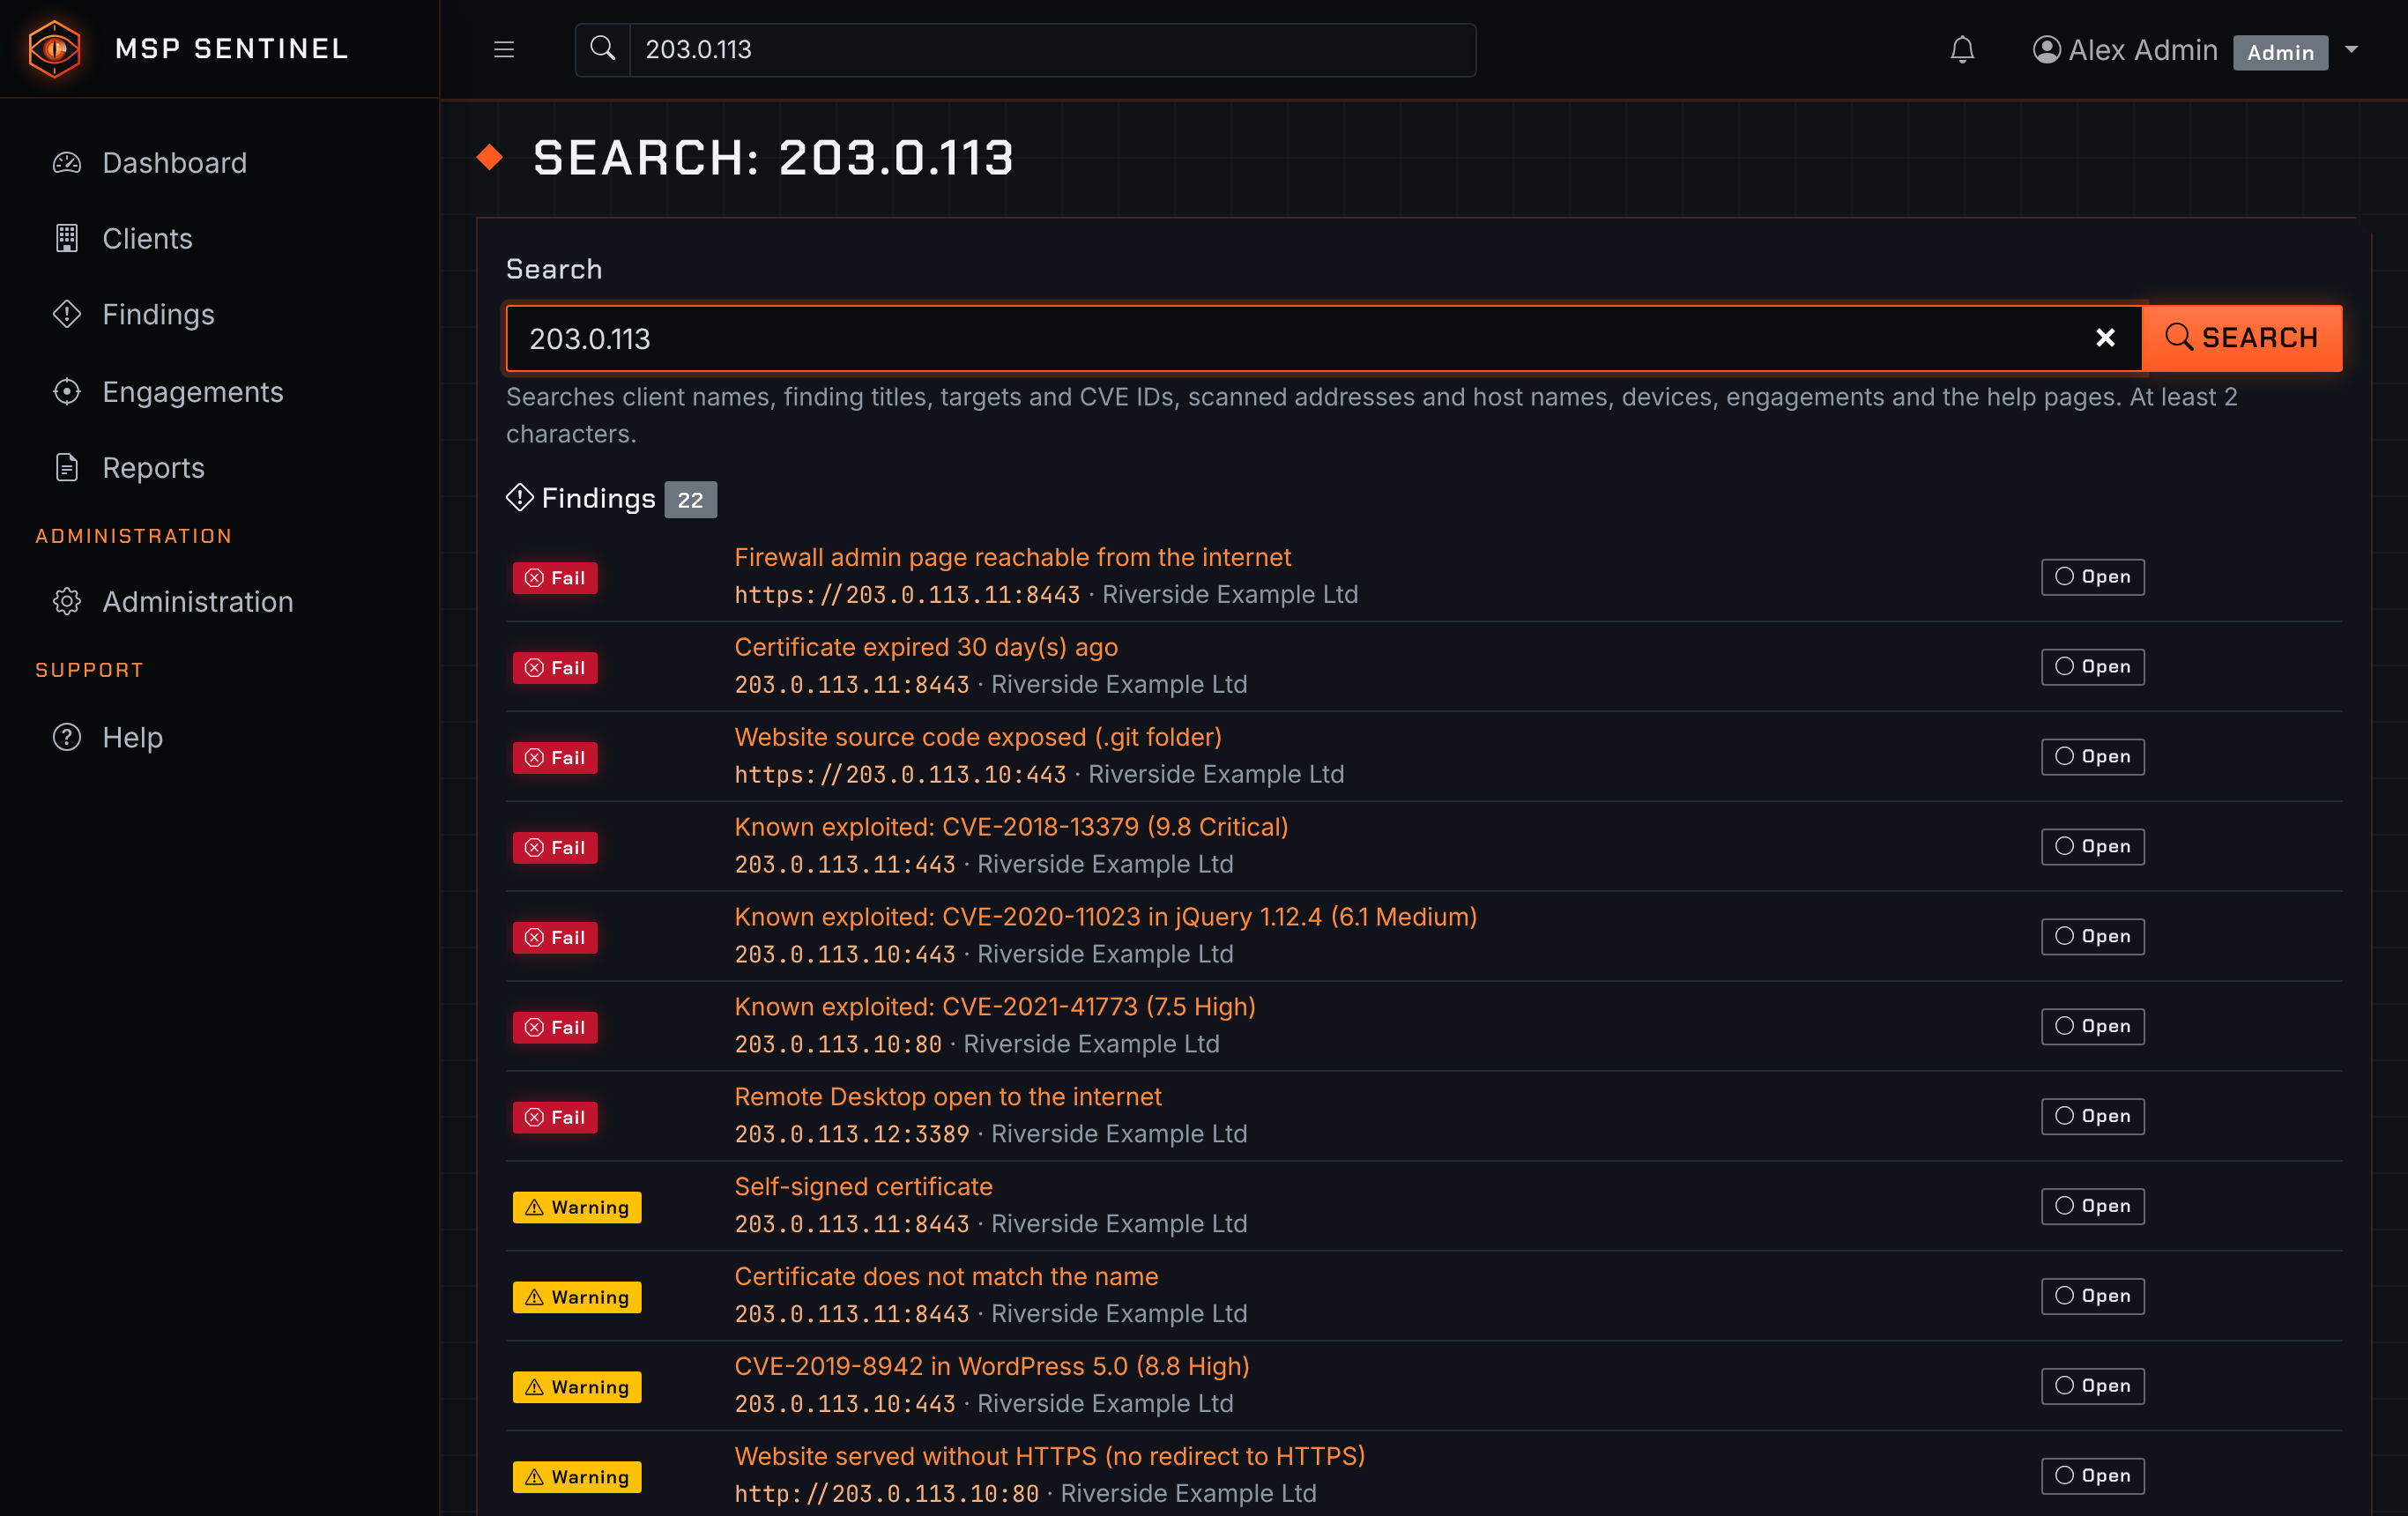 MSP SENTINEL
203.0.113
Alex Admin Admin
Dashboard
Clients
Findings
Engagements
Reports
ADMINISTRATION
Administration
SUPPORT
Help
SEARCH: 203.0.113
Search
203.0.113
SEARCH
Searches client names, finding titles, targets and CVE IDs, scanned addresses and host names, devices, engagements and the help pages. At least 2
characters.
Findings 22
Fail
Firewall admin page reachable from the internet
https://203.0.113.11:8443 · Riverside Example Ltd
Open
Fail
Certificate expired 30 day(s) ago
203.0.113.11:8443 · Riverside Example Ltd
Open
Fail
Website source code exposed (.git folder)
https://203.0.113.10:443 · Riverside Example Ltd
Open
Fail
Known exploited: CVE-2018-13379 (9.8 Critical)
203.0.113.11:443 · Riverside Example Ltd
Open
Fail
Known exploited: CVE-2020-11023 in jQuery 1.12.4 (6.1 Medium)
203.0.113.10:443 · Riverside Example Ltd
Open
Fail
Known exploited: CVE-2021-41773 (7.5 High)
203.0.113.10:80 · Riverside Example Ltd
Open
Fail
Remote Desktop open to the internet
203.0.113.12:3389 · Riverside Example Ltd
Open
Warning
Self-signed certificate
203.0.113.11:8443 · Riverside Example Ltd
Open
Warning
Certificate does not match the name
203.0.113.11:8443 · Riverside Example Ltd
Open
Warning
CVE-2019-8942 in WordPress 5.0 (8.8 High)
203.0.113.10:443 · Riverside Example Ltd
Open
Warning
Website served without HTTPS (no redirect to HTTPS)
http://203.0.113.10:80 · Riverside Example Ltd
Open